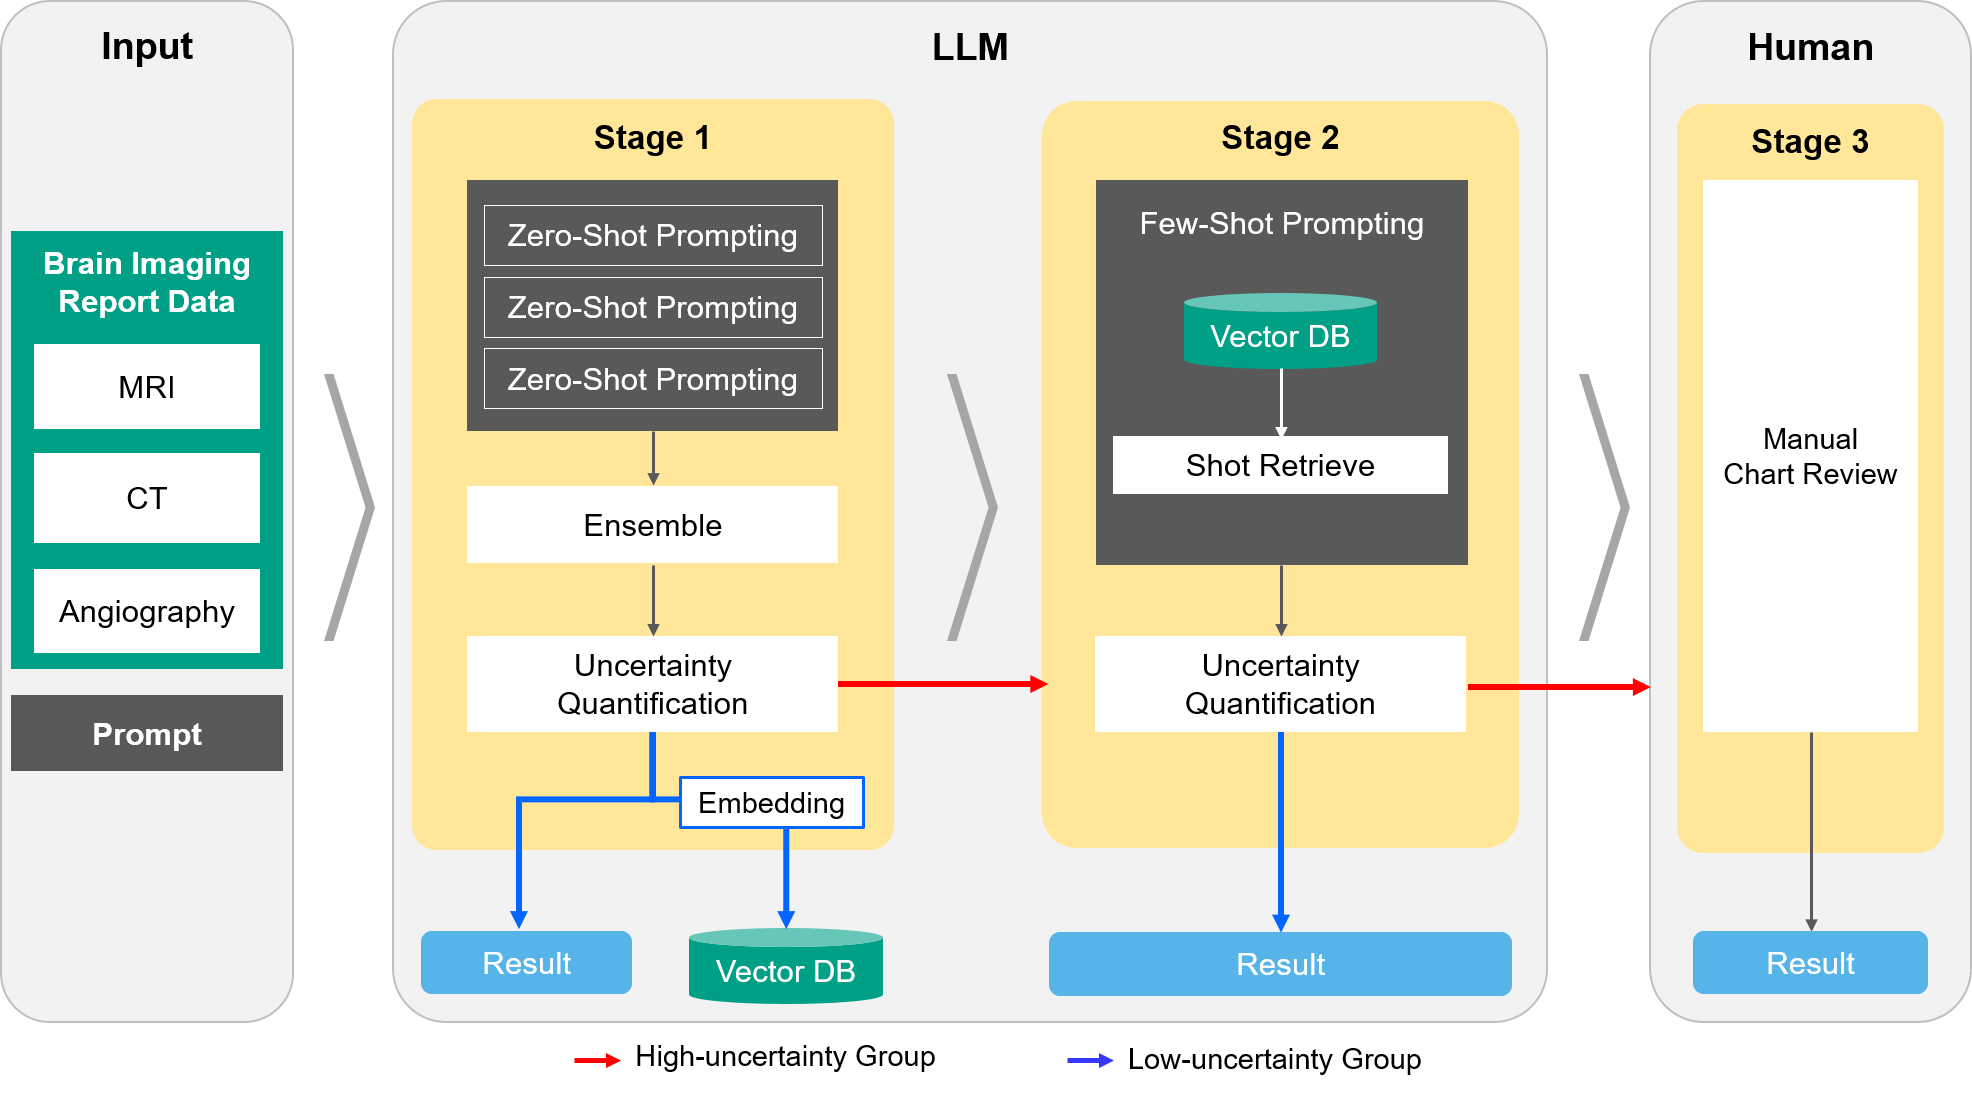 Input
Brain Imaging
Report Data
MRI
CT
Angiography
Prompt
LLM
Stage 1
Zero-Shot Prompting
Zero-Shot Prompting
Zero-Shot Prompting
Ensemble
Uncertainty
Quantification
Embedding
Result
Vector DB
Stage 2
Few-Shot Prompting
Vector DB
Shot Retrieve
Uncertainty
Quantification
Result
Human
Stage 3
Manual
Chart Review
Result
High-uncertainty Group
Low-uncertainty Group